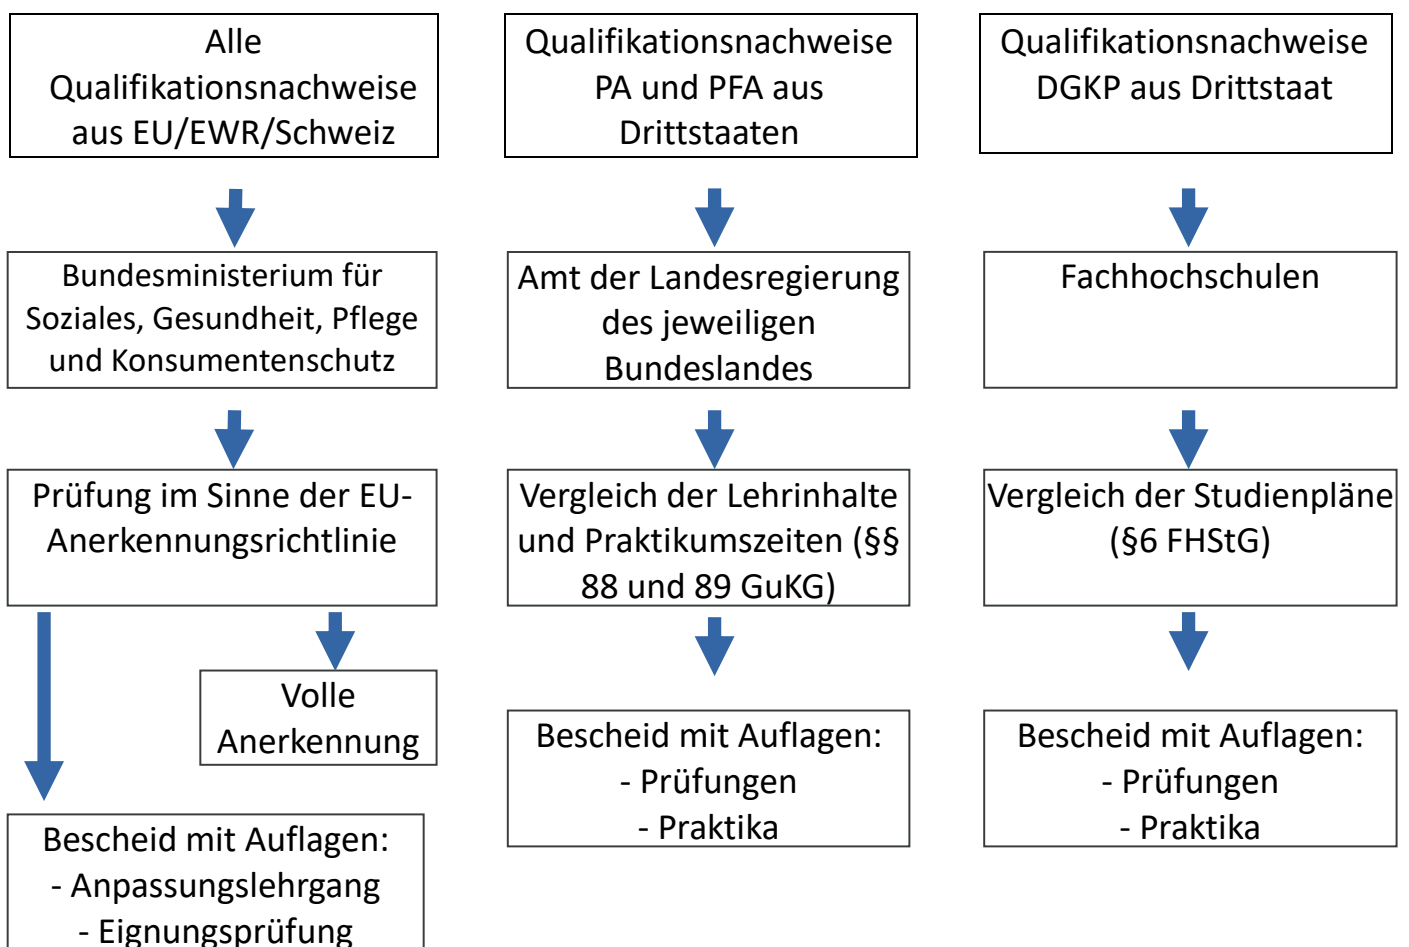 Alle
Qualifikationsnachweise
aus EU/EWR/Schweiz
Bundesministerium für
Soziales, Gesundheit, Pflege
und Konsumentenschutz
Prüfung im Sinne der EU-
Anerkennungsrichtlinie
Volle
Anerkennung
Bescheid mit Auflagen:
- Anpassungslehrgang
- Eignungsprüfung
Qualifikationsnachweise
PA und PFA aus
Drittstaaten
Amt der Landesregierung
des jeweiligen
Bundeslandes
Vergleich der Lehrinhalte
und Praktikumszeiten (§§
88 und 89 GuKG)
Bescheid mit Auflagen:
- Prüfungen
- Praktika
Qualifikationsnachweise
DGKP aus Drittstaat
Fachhochschulen
Vergleich der Studienpläne
(§6 FHStG)
Bescheid mit Auflagen:
- Prüfungen
- Praktika